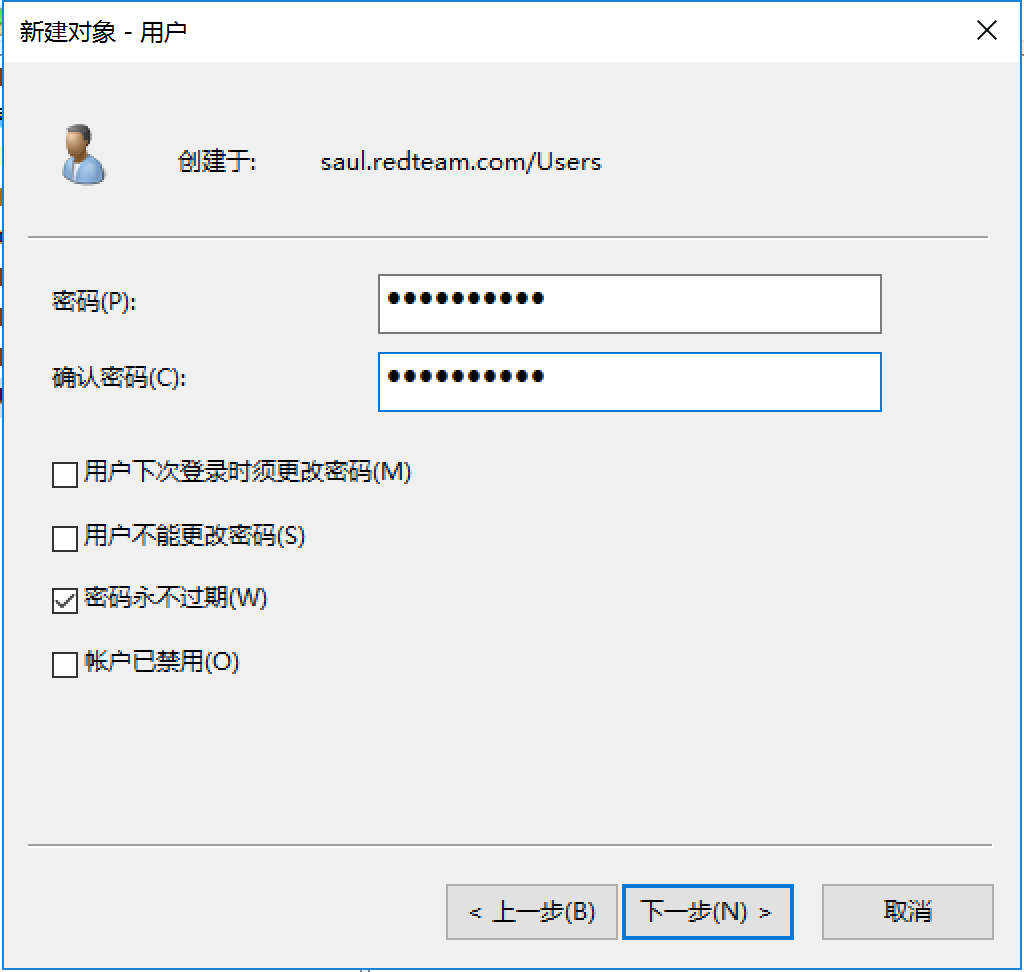 新建对象 - 用户
创建于: saul.redteam.com/Users
密码(P): ●●●●●●●●●●
确认密码(C): ●●●●●●●●●●
用户下次登录时须更改密码(M)
用户不能更改密码(S)
密码永不过期(W)
帐户已禁用(O)
< 上一步(B) 下一步(N) > 取消